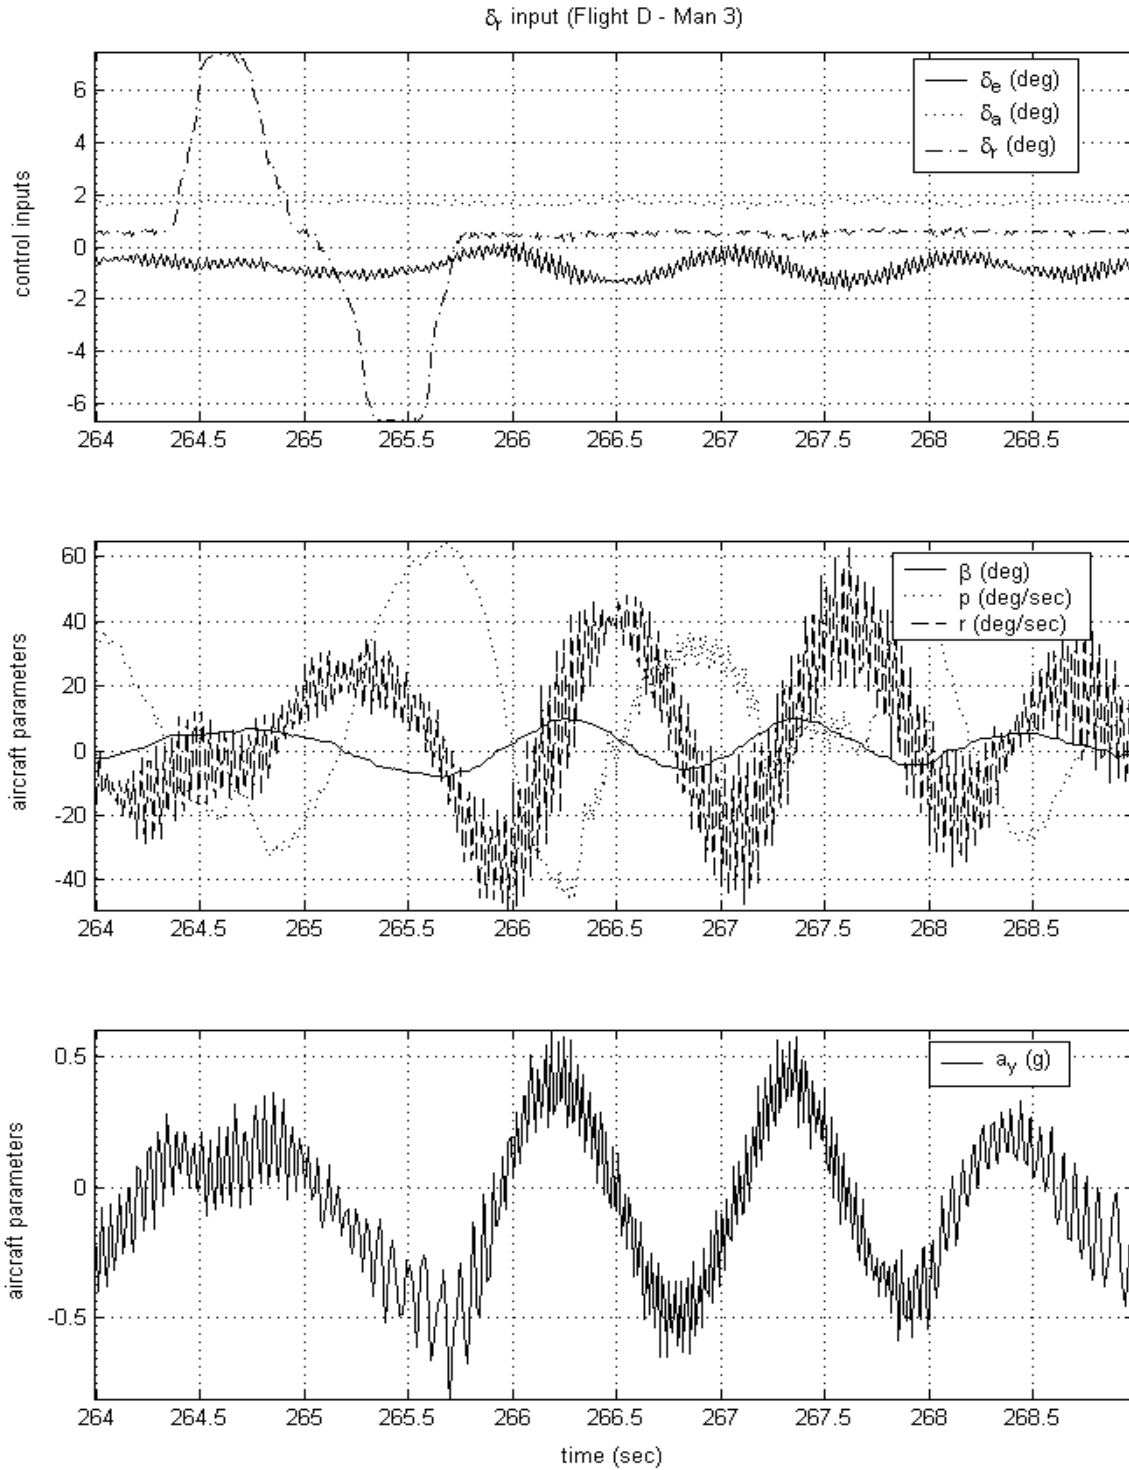 δr input (Flight D - Man 3)
control inputs
6
4
2
0
-2
-4
-6
δe (deg)
δa (deg)
δr (deg)
264 264.5 265 265.5 266 266.5 267 267.5 268 268.5
aircraft parameters
60
40
20
0
-20
-40
β (deg)
p (deg/sec)
r (deg/sec)
264 264.5 265 265.5 266 266.5 267 267.5 268 268.5
aircraft parameters
0.5
0
-0.5
ay (g)
264 264.5 265 265.5 266 266.5 267 267.5 268 268.5
time (sec)